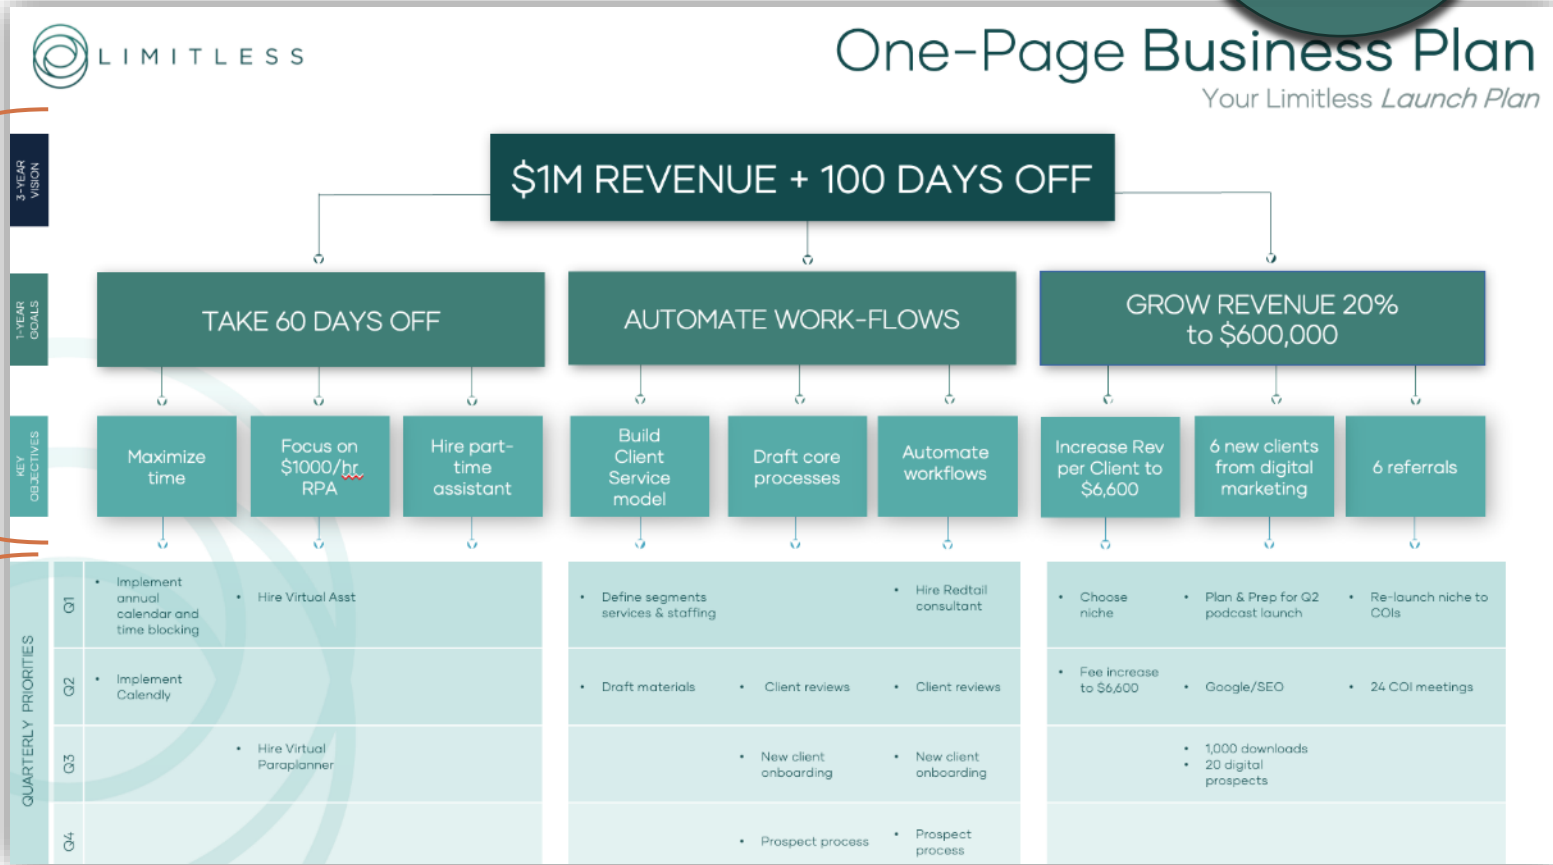 LIMITLESS
One-Page Business Plan
Your Limitless Launch Plan
3-YEAR
VISION
$1M REVENUE + 100 DAYS OFF
1-YEAR
GOALS
TAKE 60 DAYS OFF
AUTOMATE WORK-FLOWS
GROW REVENUE 20%
to $600,000
KEY
OBJECTIVES
Maximize
time
Focus on
$1000/hr
RPA
Hire part-
time
assistant
Build
Client
Service
model
Draft core
processes
Automate
workflows
Increase Rev
per Client to
$6,600
6 new clients
from digital
marketing
6 referrals
QUARTERLY PRIORITIES
Q1
• Implement
annual
calendar and
time blocking
• Hire Virtual Asst
• Define segments
services & staffing
• Hire Redtail
consultant
• Choose
niche
• Plan & Prep for Q2
podcast launch
• Re-launch niche to
COIs
Q2
• Implement
Calendly
• Draft materials
• Client reviews
• Client reviews
• Fee increase
to $6,600
• Google/SEO
• 24 COI meetings
Q3
• Hire Virtual
Paraplanner
• New client
onboarding
• New client
onboarding
• 1,000 downloads
• 20 digital
prospects
Q4
• Prospect process
• Prospect
process